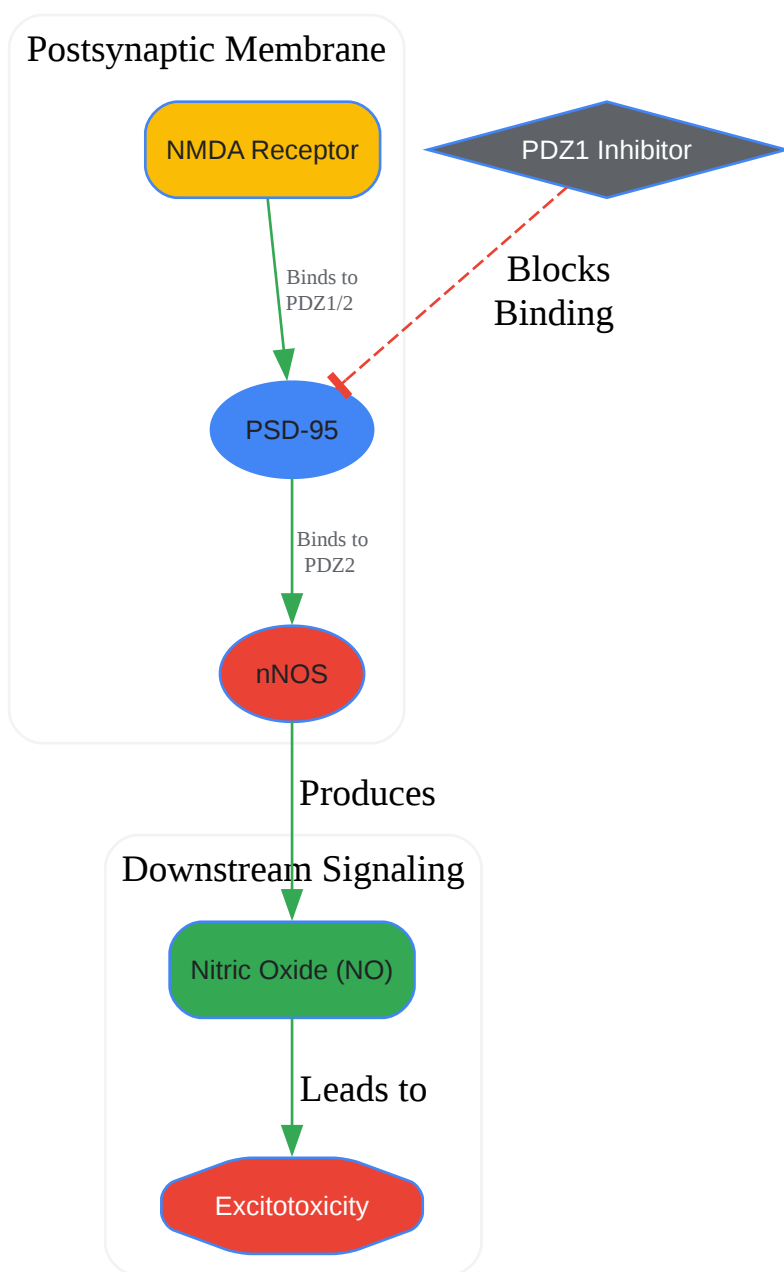 Postsynaptic Membrane
NMDA Receptor
PDZ1 Inhibitor
Binds to
PDZ1/2
Blocks
Binding
PSD-95
Binds to
PDZ2
nNOS
Produces
Downstream Signaling
Nitric Oxide (NO)
Leads to
Excitotoxicity